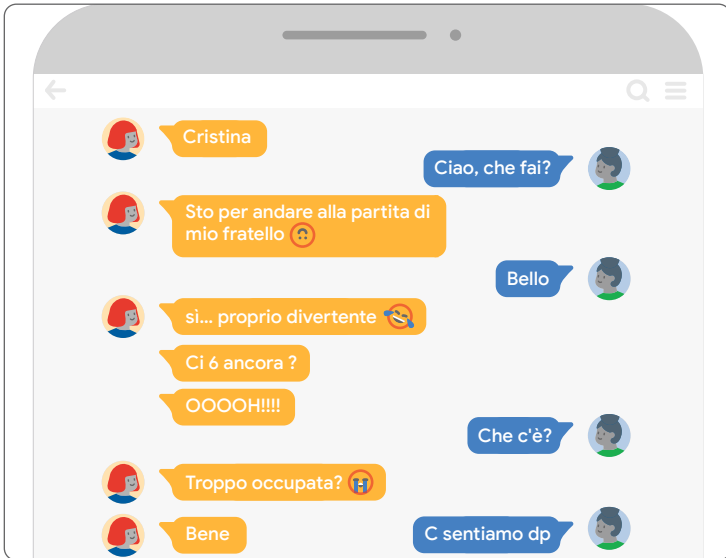 Cristina
Ciao, che fai?
Sto per andare alla partita di
mio fratello 🙃
Bello
sì... proprio divertente 🤣
Ci 6 ancora ?
OOOOH!!!!
Che c'è?
Troppo occupata? 😭
Bene
C sentiamo dp